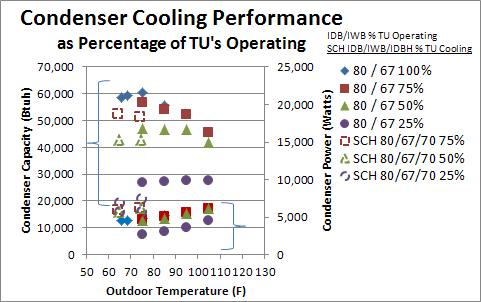 Condenser Cooling Performance
as Percentage of TU's Operating
IDB/IWB % TU Operating
SCH IDB/IWB/IDBH % TU Cooling
80 / 67 100%
80 / 67 75%
80 / 67 50%
80 / 67 25%
SCH 80/67/70 75%
SCH 80/67/70 50%
SCH 80/67/70 25%
Condenser Capacity (Bruh)
70,000
60,000
50,000
40,000
30,000
20,000
10,000
0
25,000
20,000
15,000
10,000
5,000
0
Condenser Power (Watts)
50 60 70 80 90 100 110 120 130
Outdoor Temperature (F)